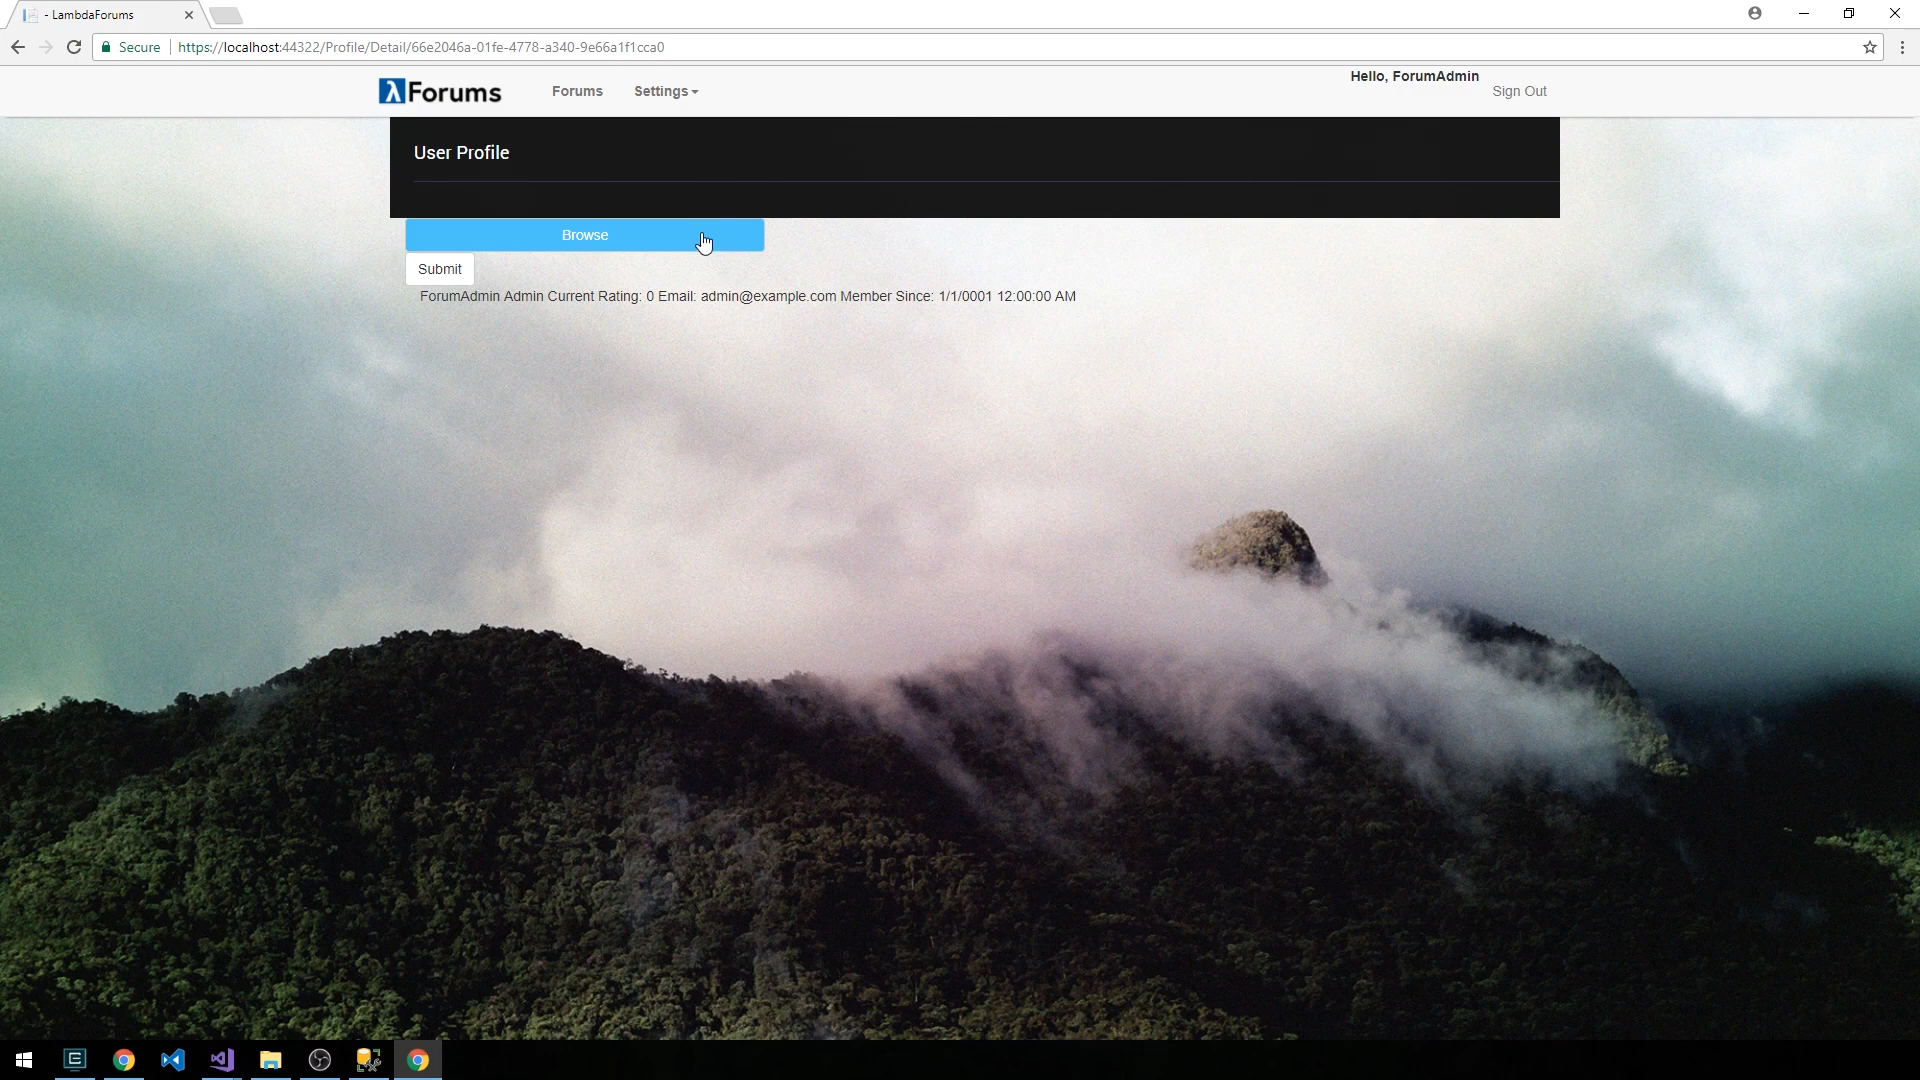 - LambdaForums
Secure
https://localhost:44322/Profile/Detail/66e2046a-01fe-4778-a340-9e66a1f1cca0
λForums
Forums
Settings
Hello, ForumAdmin
Sign Out
User Profile
Browse
Submit
ForumAdmin Admin Current Rating: 0 Email: admin@example.com Member Since: 1/1/0001 12:00:00 AM